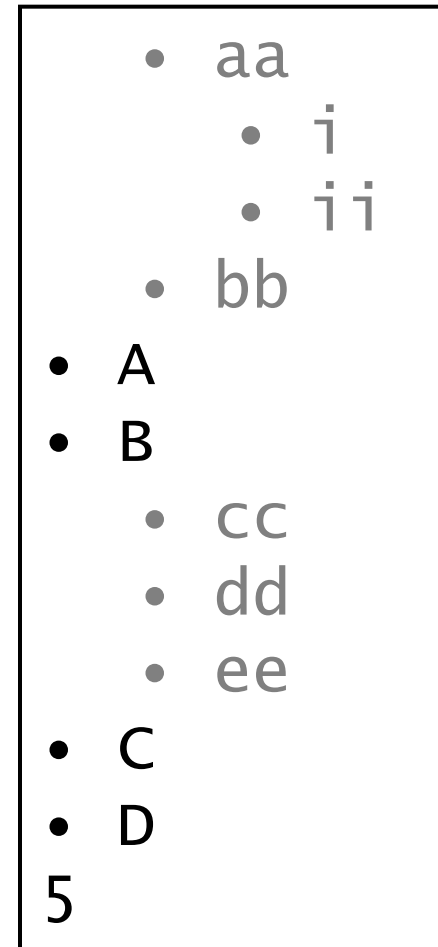 • aa
• i
• ii
• bb
• A
• B
• cc
• dd
• ee
• C
• D
5